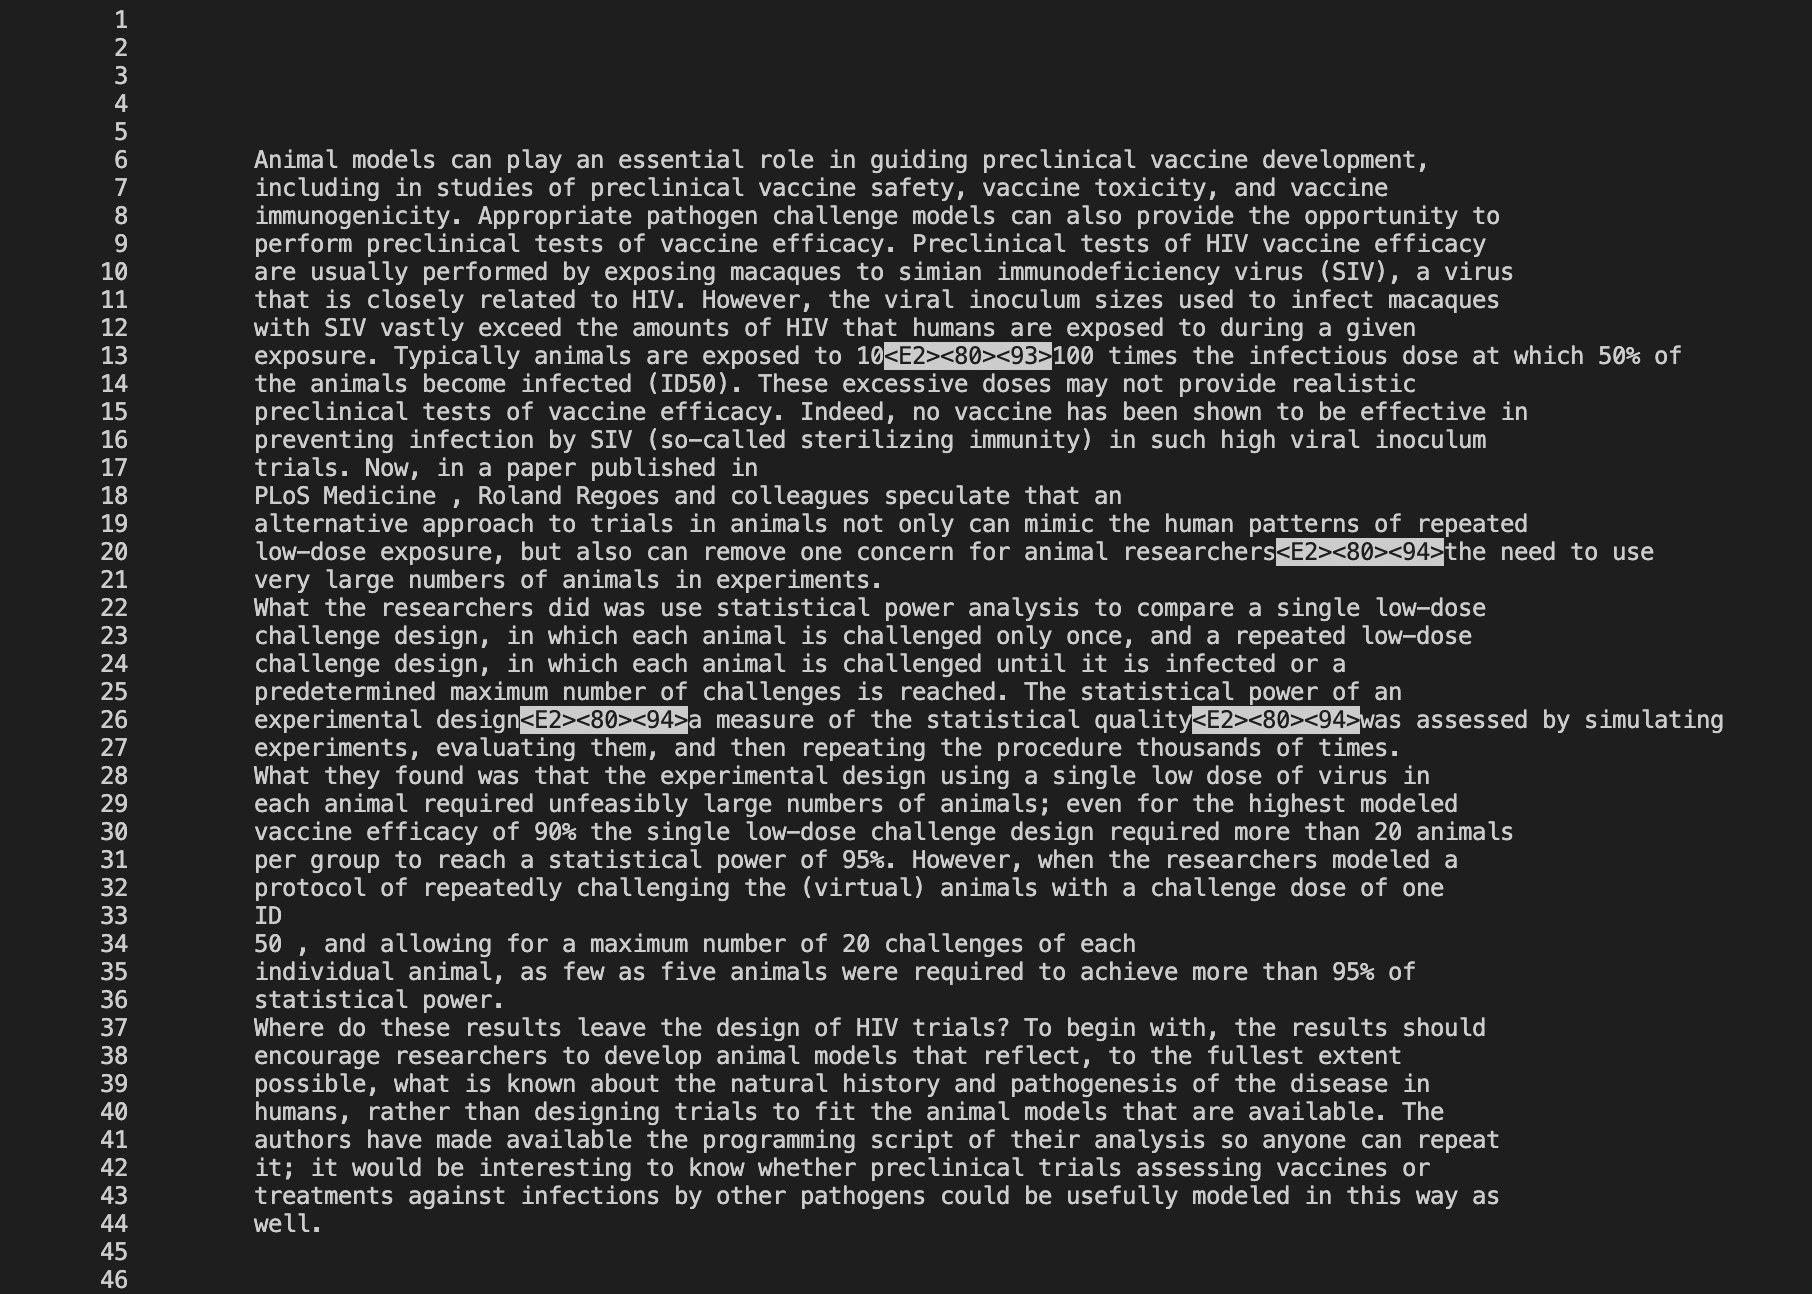 1
2
3
4
5
6 Animal models can play an essential role in guiding preclinical vaccine development,
7 including in studies of preclinical vaccine safety, vaccine toxicity, and vaccine
8 immunogenicity. Appropriate pathogen challenge models can also provide the opportunity to
9 perform preclinical tests of vaccine efficacy. Preclinical tests of HIV vaccine efficacy
10 are usually performed by exposing macaques to simian immunodeficiency virus (SIV), a virus
11 that is closely related to HIV. However, the viral inoculum sizes used to infect macaques
12 with SIV vastly exceed the amounts of HIV that humans are exposed to during a given
13 exposure. Typically animals are exposed to 10<E2><80><93>100 times the infectious dose at which 50% of
14 the animals become infected (ID50). These excessive doses may not provide realistic
15 preclinical tests of vaccine efficacy. Indeed, no vaccine has been shown to be effective in
16 preventing infection by SIV (so-called sterilizing immunity) in such high viral inoculum
17 trials. Now, in a paper published in
18 PLoS Medicine , Roland Regoes and colleagues speculate that an
19 alternative approach to trials in animals not only can mimic the human patterns of repeated
20 low-dose exposure, but also can remove one concern for animal researchers<E2><80><94>the need to use
21 very large numbers of animals in experiments.
22 What the researchers did was use statistical power analysis to compare a single low-dose
23 challenge design, in which each animal is challenged only once, and a repeated low-dose
24 challenge design, in which each animal is challenged until it is infected or a
25 predetermined maximum number of challenges is reached. The statistical power of an
26 experimental design<E2><80><94>a measure of the statistical quality<E2><80><94>was assessed by simulating
27 experiments, evaluating them, and then repeating the procedure thousands of times.
28 What they found was that the experimental design using a single low dose of virus in
29 each animal required unfeasibly large numbers of animals; even for the highest modeled
30 vaccine efficacy of 90% the single low-dose challenge design required more than 20 animals
31 per group to reach a statistical power of 95%. However, when the researchers modeled a
32 protocol of repeatedly challenging the (virtual) animals with a challenge dose of one
33 ID
34 50 , and allowing for a maximum number of 20 challenges of each
35 individual animal, as few as five animals were required to achieve more than 95% of
36 statistical power.
37 Where do these results leave the design of HIV trials? To begin with, the results should
38 encourage researchers to develop animal models that reflect, to the fullest extent
39 possible, what is known about the natural history and pathogenesis of the disease in
40 humans, rather than designing trials to fit the animal models that are available. The
41 authors have made available the programming script of their analysis so anyone can repeat
42 it; it would be interesting to know whether preclinical trials assessing vaccines or
43 treatments against infections by other pathogens could be usefully modeled in this way as
44 well.
45
46